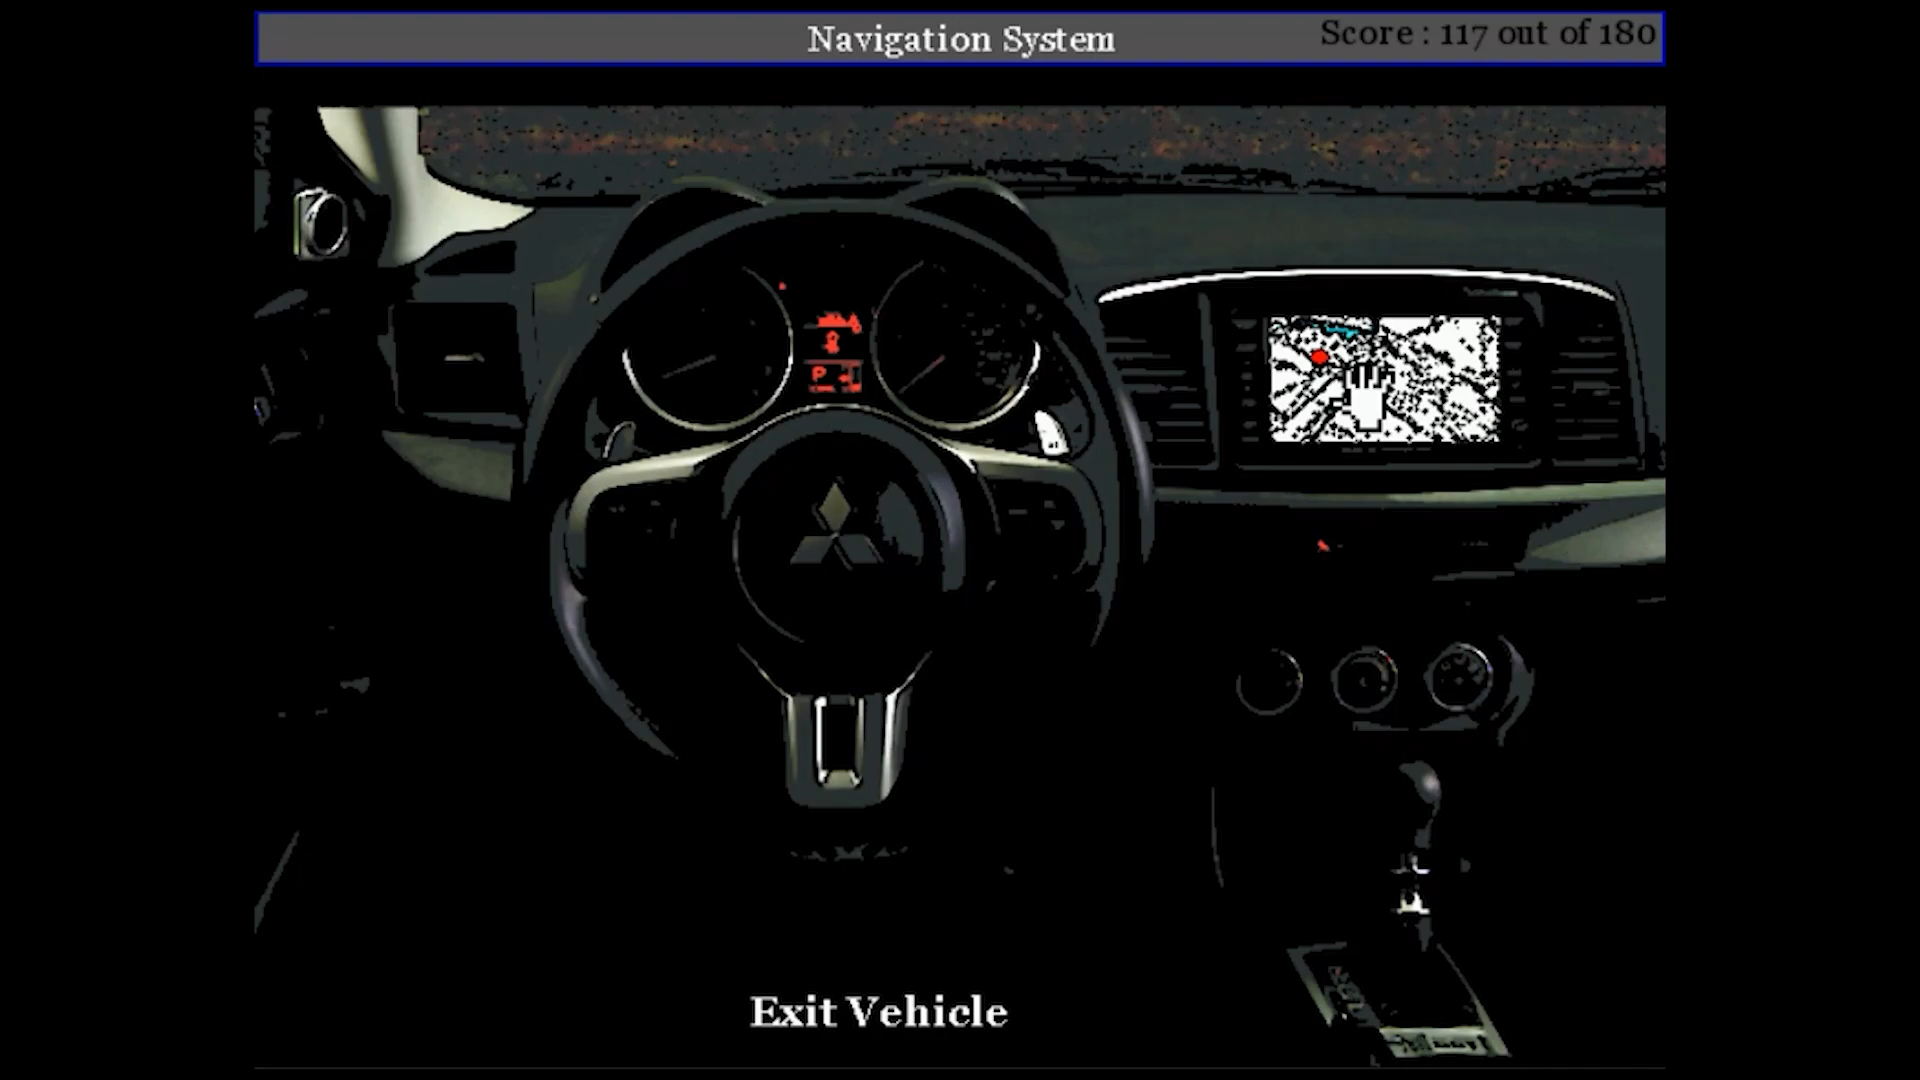 Navigation System
Score : 117 out of 180
P
Exit Vehicle